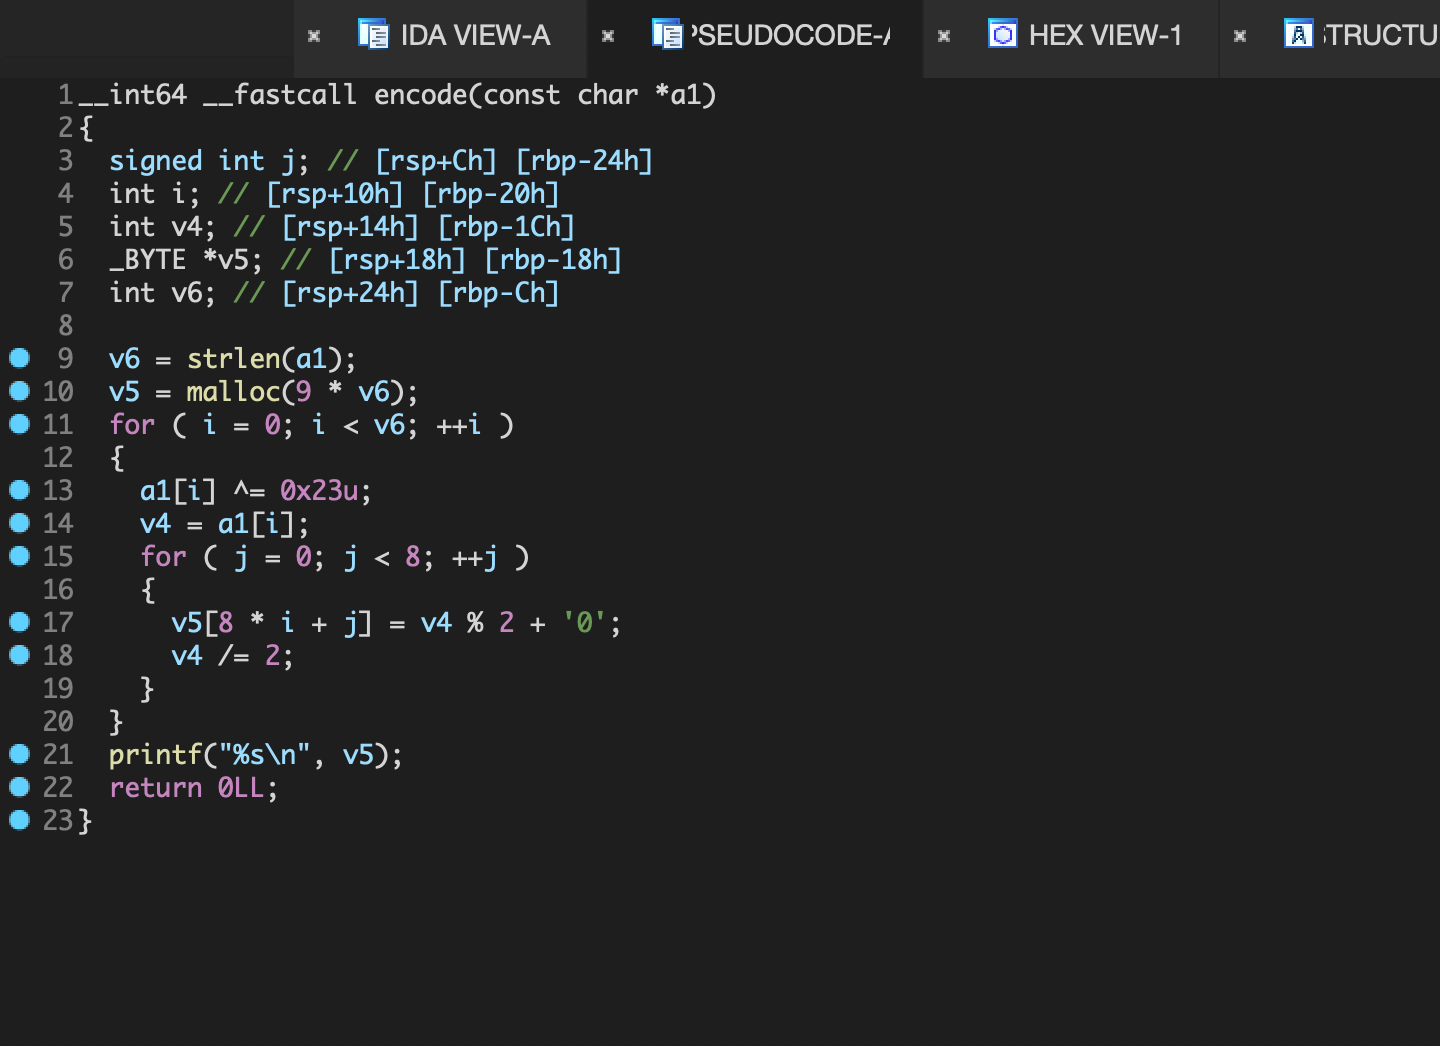 IDA VIEW-A PSEUDOCODE-A HEX VIEW-1 STRUCTU
1 __int64 __fastcall encode(const char *a1)
2 {
3   signed int j; // [rsp+Ch] [rbp-24h]
4   int i; // [rsp+10h] [rbp-20h]
5   int v4; // [rsp+14h] [rbp-1Ch]
6   _BYTE *v5; // [rsp+18h] [rbp-18h]
7   int v6; // [rsp+24h] [rbp-Ch]
8
9   v6 = strlen(a1);
10   v5 = malloc(9 * v6);
11   for ( i = 0; i < v6; ++i )
12   {
13     a1[i] ^= 0x23u;
14     v4 = a1[i];
15     for ( j = 0; j < 8; ++j )
16     {
17       v5[8 * i + j] = v4 % 2 + '0';
18       v4 /= 2;
19     }
20   }
21   printf("%s\n", v5);
22   return 0LL;
23 }